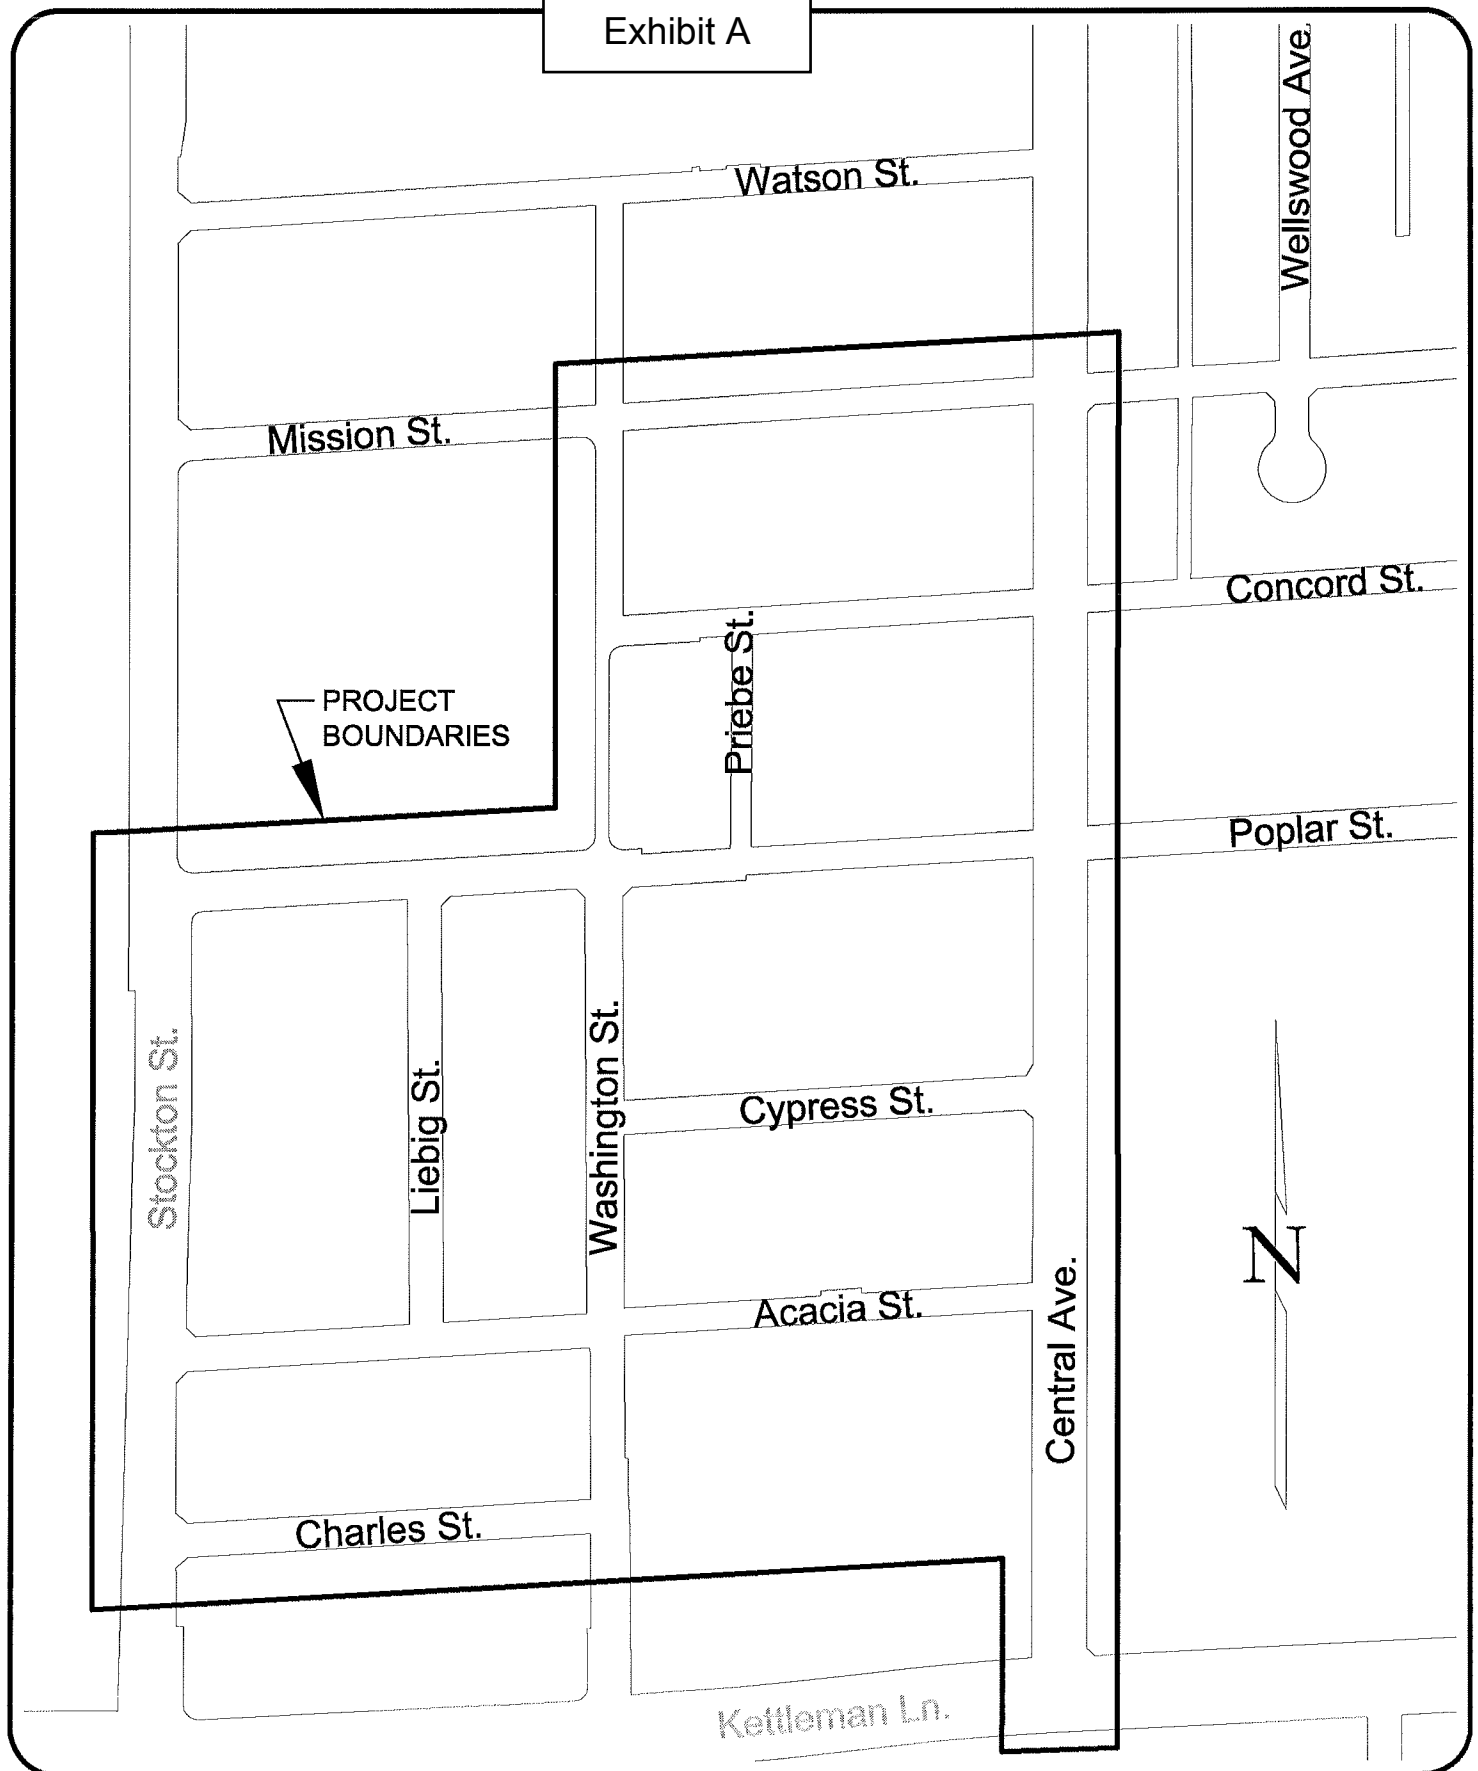 Exhibit A
Wellswood Ave.
Watson St.
Mission St.
Concord St.
Priebe St.
PROJECT
BOUNDARIES
Poplar St.
Stockton St.
Liebig St.
Washington St.
Cypress St.
N
Acacia St.
Central Ave.
Charles St.
Kettleman Ln.